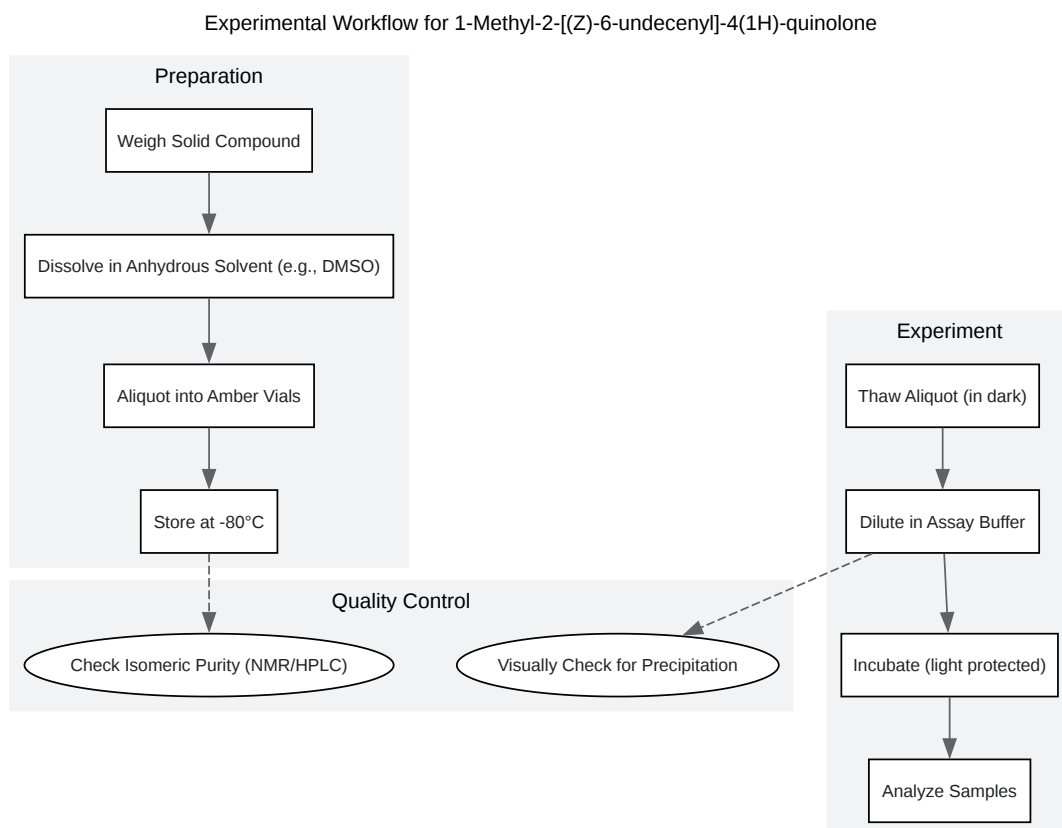 Experimental Workflow for 1-Methyl-2-[(Z)-6-undecenyl]-4(1H)-quinolone
Preparation
Weigh Solid Compound
Dissolve in Anhydrous Solvent (e.g., DMSO)
Aliquot into Amber Vials
Store at -80°C
Experiment
Thaw Aliquot (in dark)
Dilute in Assay Buffer
Quality Control
Check Isomeric Purity (NMR/HPLC)
Visually Check for Precipitation
Incubate (light protected)
Analyze Samples